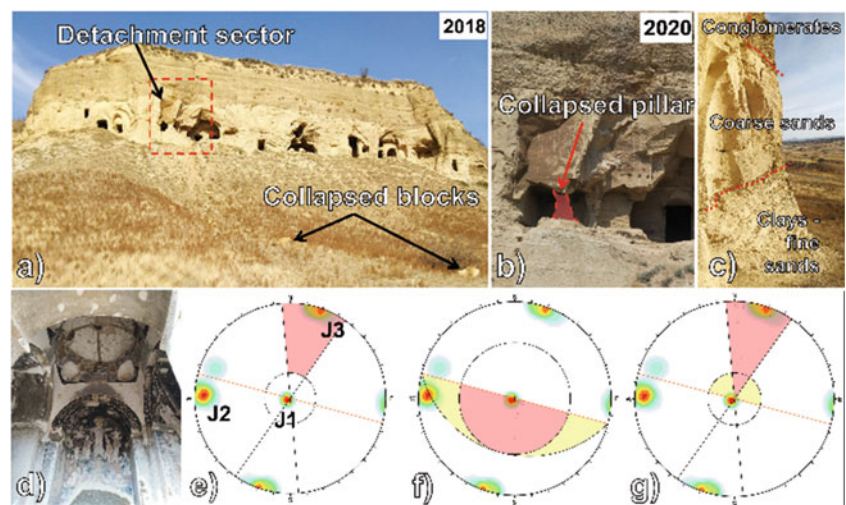 2018
Detachment sector
Collapsed blocks
a)
2020
Collapsed pillar
b)
Conglomerates
Coarse sands
Clays -
fine
sands
c)
d)
J3
J2
J1
e)
f)
g)